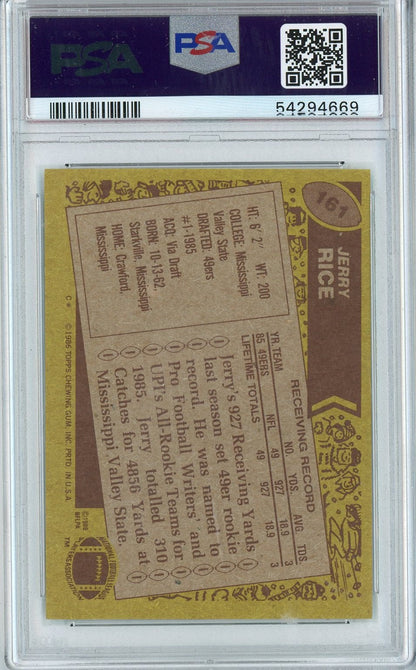 PSA
PSA
54294669
161
JERRY
RICE
HT: 6' 2" WT: 200
COLLEGE: Mississippi
Valley State
DRAFTED: 49ers
#1-1985
ACQ: Via Draft
BORN: 10-13-62,
Starkville, Mississippi
HOME: Crawford,
Mississippi
RECEIVING RECORD
YR. TEAM NO. YDS. AVG. TDS
85 49ERS 49 927 18.9 3
NFL
LIFETIME TOTALS 49 927 18.9 3
Jerry's 927 Receiving Yards
last season set 49er rookie
record. He was named to
Pro Football Writers' and
UPI's All-Rookie Teams for
1985. Jerry totalled 310
Catches for 4856 Yards at
Mississippi Valley State.
C* © 1986 TOPPS CHEWING GUM, INC. PRTD. IN U.S.A.
© 1986
NFLPA
TM